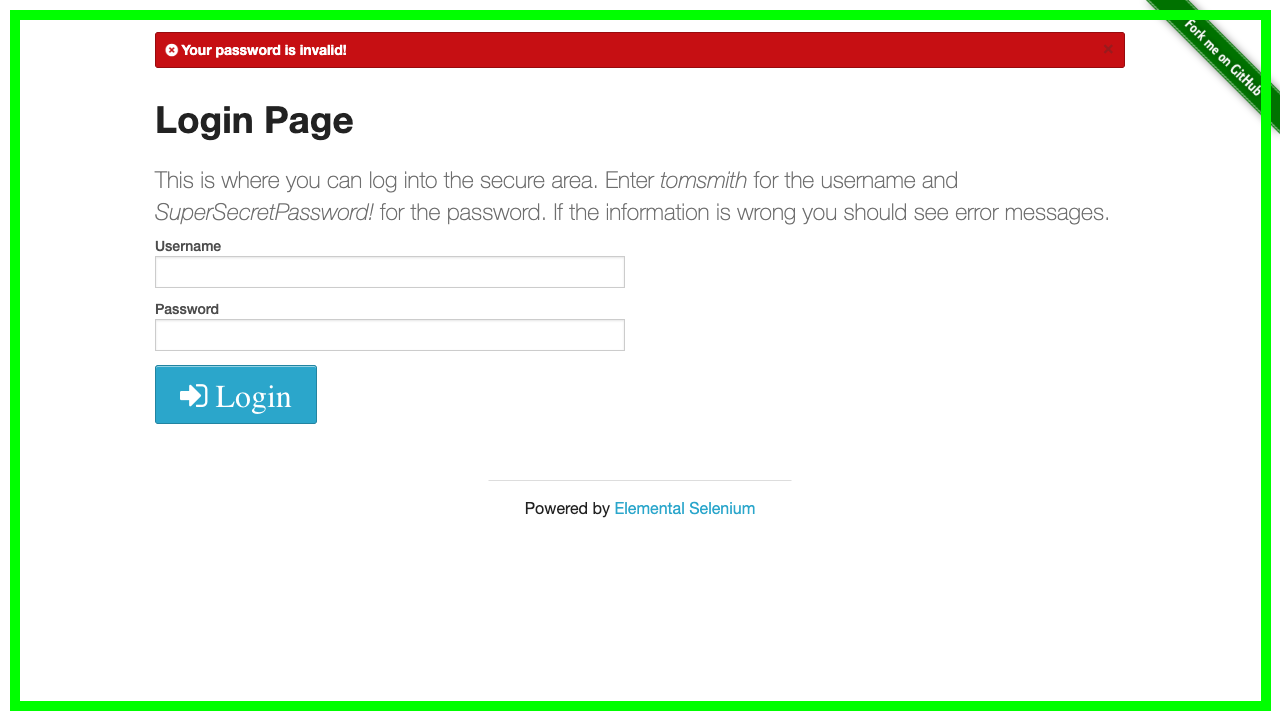 Your password is invalid!
×
Fork me on GitHub
Login Page
This is where you can log into the secure area. Enter tomsmith for the username and
SuperSecretPassword! for the password. If the information is wrong you should see error messages.
Username
Password
Login
Powered by Elemental Selenium